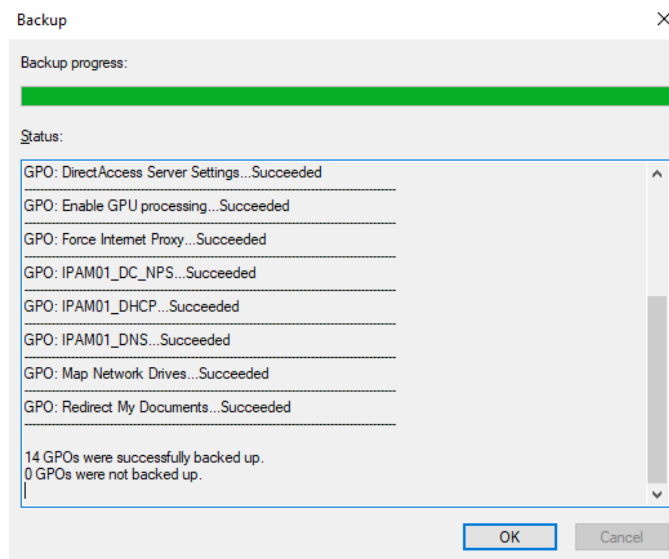 Backup
Backup progress:
Status:
GPO: DirectAccess Server Settings...Succeeded
GPO: Enable GPU processing...Succeeded
GPO: Force Internet Proxy...Succeeded
GPO: IPAM01_DC_NPS...Succeeded
GPO: IPAM01_DHCP...Succeeded
GPO: IPAM01_DNS...Succeeded
GPO: Map Network Drives...Succeeded
GPO: Redirect My Documents...Succeeded
14 GPOs were successfully backed up.
0 GPOs were not backed up.
OK Cancel